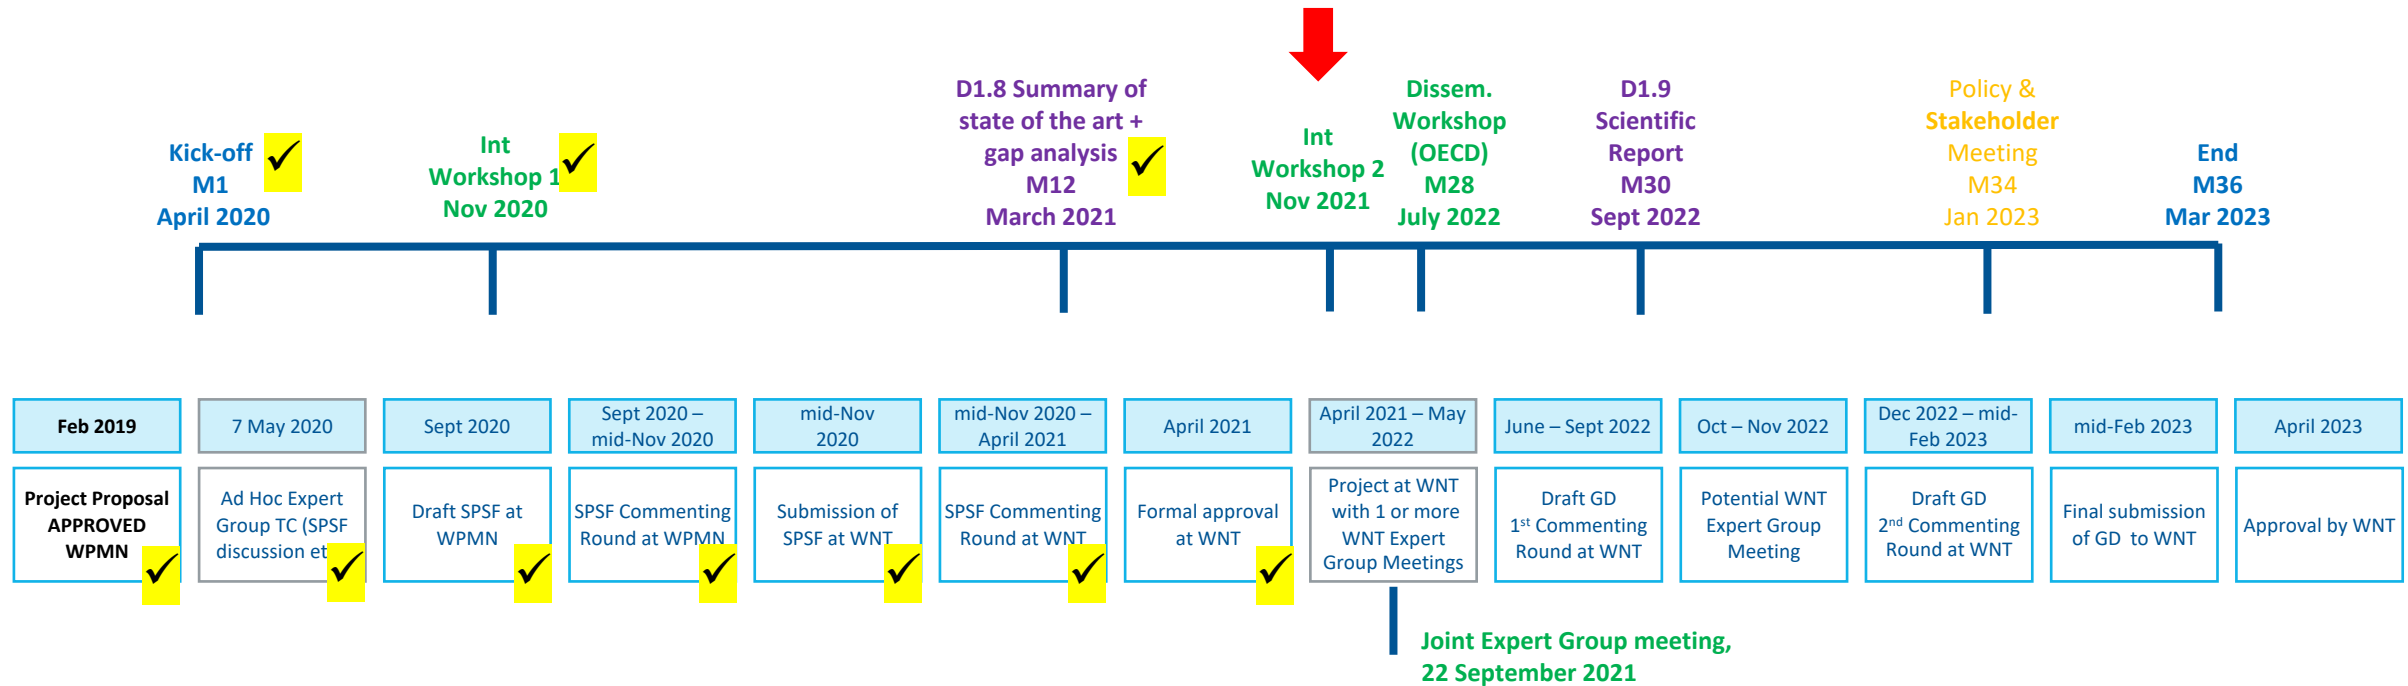 Kick-off
M1
April 2020
Int
Workshop 1
Nov 2020
D1.8 Summary of
state of the art +
gap analysis
M12
March 2021
Int
Workshop 2
Nov 2021
Dissem.
Workshop
(OECD)
M28
July 2022
D1.9
Scientific
Report
M30
Sept 2022
Policy &
Stakeholder
Meeting
M34
Jan 2023
End
M36
Mar 2023
Feb 2019
Project Proposal
APPROVED
WPMN
7 May 2020
Ad Hoc Expert
Group TC (SPSF
discussion et
Sept 2020
Draft SPSF at
WPMN
Sept 2020 –
mid-Nov 2020
SPSF Commenting
Round at WPMN
mid-Nov
2020
Submission of
SPSF at WNT
mid-Nov 2020 –
April 2021
SPSF Commenting
Round at WNT
April 2021
Formal approval
at WNT
April 2021 – May
2022
Project at WNT
with 1 or more
WNT Expert
Group Meetings
June – Sept 2022
Draft GD
1st Commenting
Round at WNT
Oct – Nov 2022
Potential WNT
Expert Group
Meeting
Dec 2022 – mid-
Feb 2023
Draft GD
2nd Commenting
Round at WNT
mid-Feb 2023
Final submission
of GD to WNT
April 2023
Approval by WNT
Joint Expert Group meeting,
22 September 2021